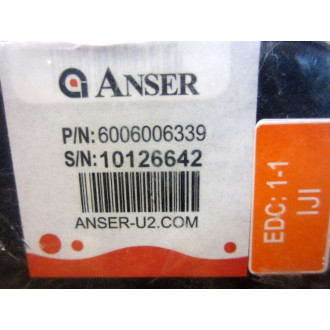 ANSER
P/N:6006006339
S/N:10126642
ANSER-U2.COM
EDC: 1-1
IJI